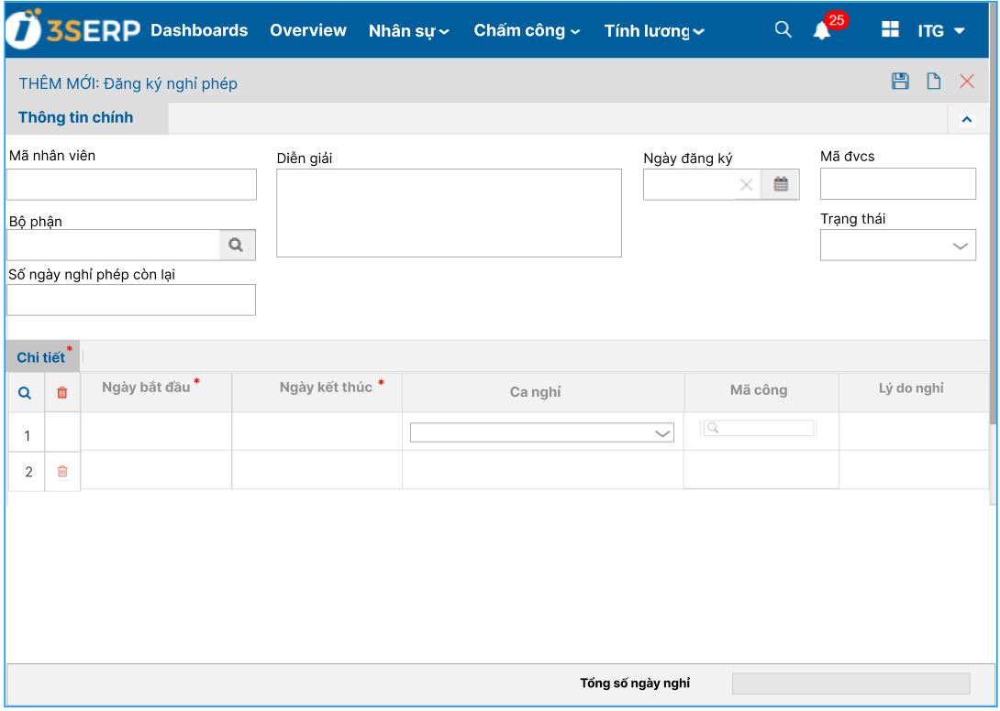 3SERP Dashboards Overview Nhân sự Chấm công Tính lương 25 ITG
THÊM MỚI: Đăng ký nghỉ phép
Thông tin chính
Mã nhân viên Diễn giải Ngày đăng ký Mã đvcs
Bộ phận Trạng thái
Số ngày nghỉ phép còn lại
Chi tiết*
Ngày bắt đầu * Ngày kết thúc * Ca nghỉ Mã công Lý do nghỉ
1
2
Tổng số ngày nghỉ